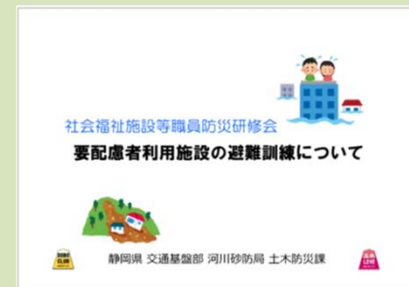 社会福祉施設等職員防災研修会
要配慮者利用施設の避難訓練について
静岡県 交通基盤部 河川砂防局 土木防災課